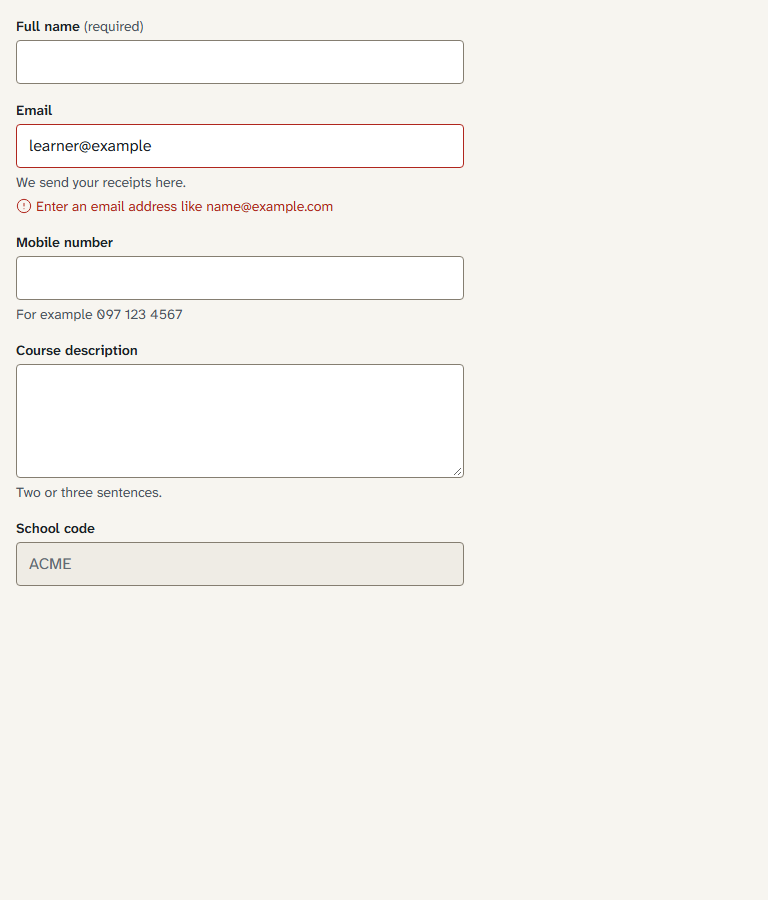 Full name (required)
Email
learner@example
We send your receipts here.
Enter an email address like name@example.com
Mobile number
For example 097 123 4567
Course description
Two or three sentences.
School code
ACME